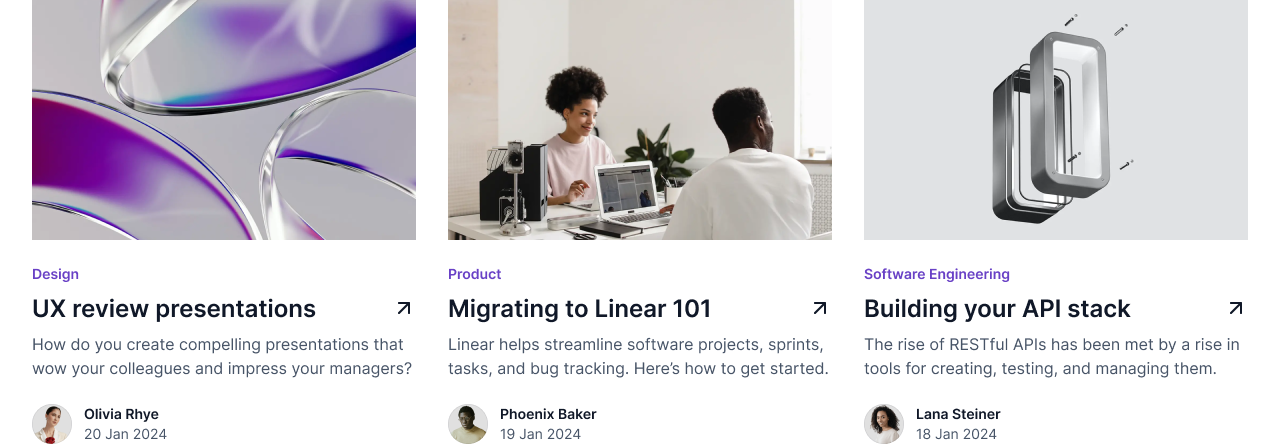 Design
UX review presentations
How do you create compelling presentations that
wow your colleagues and impress your managers?
Olivia Rhye
20 Jan 2024
Product
Migrating to Linear 101
Linear helps streamline software projects, sprints,
tasks, and bug tracking. Here’s how to get started.
Phoenix Baker
19 Jan 2024
Software Engineering
Building your API stack
The rise of RESTful APIs has been met by a rise in
tools for creating, testing, and managing them.
Lana Steiner
18 Jan 2024